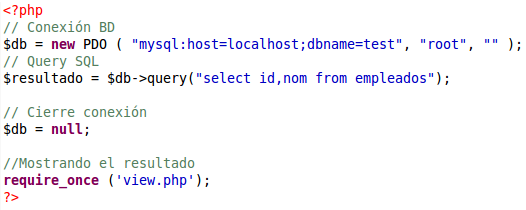 <?php
// Conexión BD
$db = new PDO ( "mysql:host=localhost;dbname=test", "root", "" );
// Query SQL
$resultado = $db->query("select id,nom from empleados");
// Cierre conexión
$db = null;
//Mostrando el resultado
require_once ('view.php');
?>